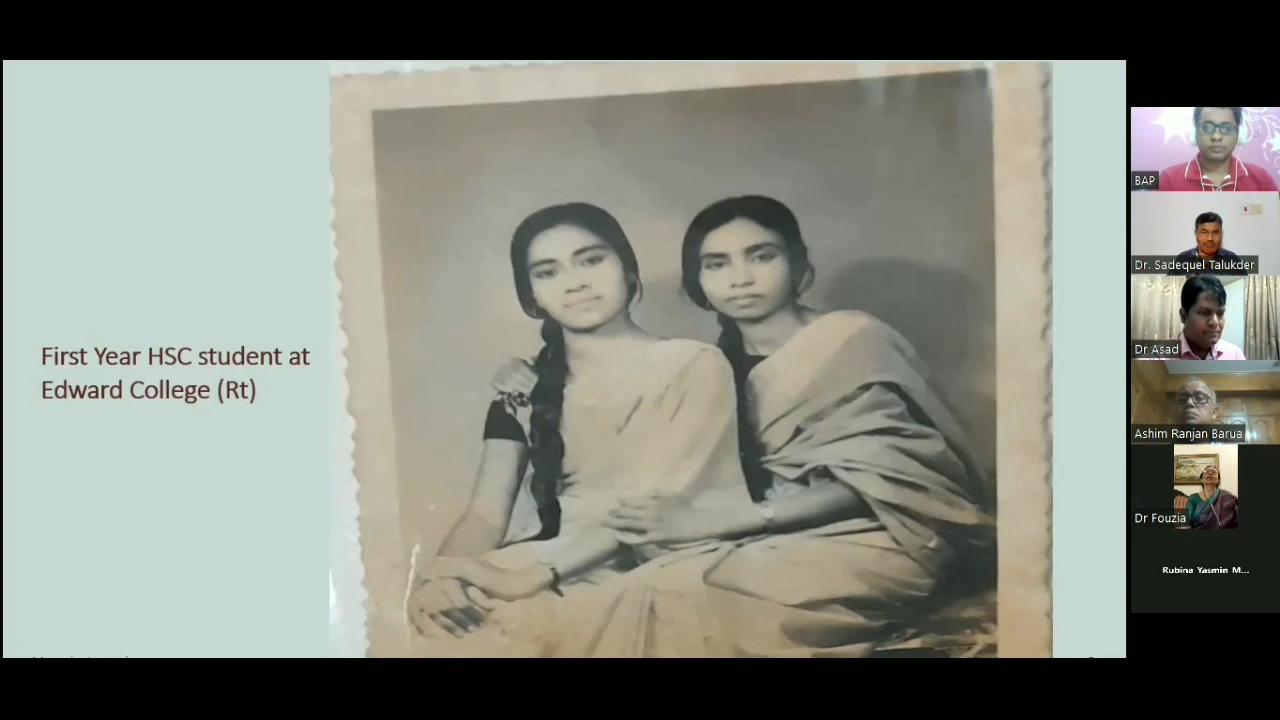 First Year HSC student at
Edward College (Rt)
BAP
Dr. Sadequel Talukder
Dr Asad
Ashim Ranjan Barua
Dr Fouzia
Rubina Yasmin M...